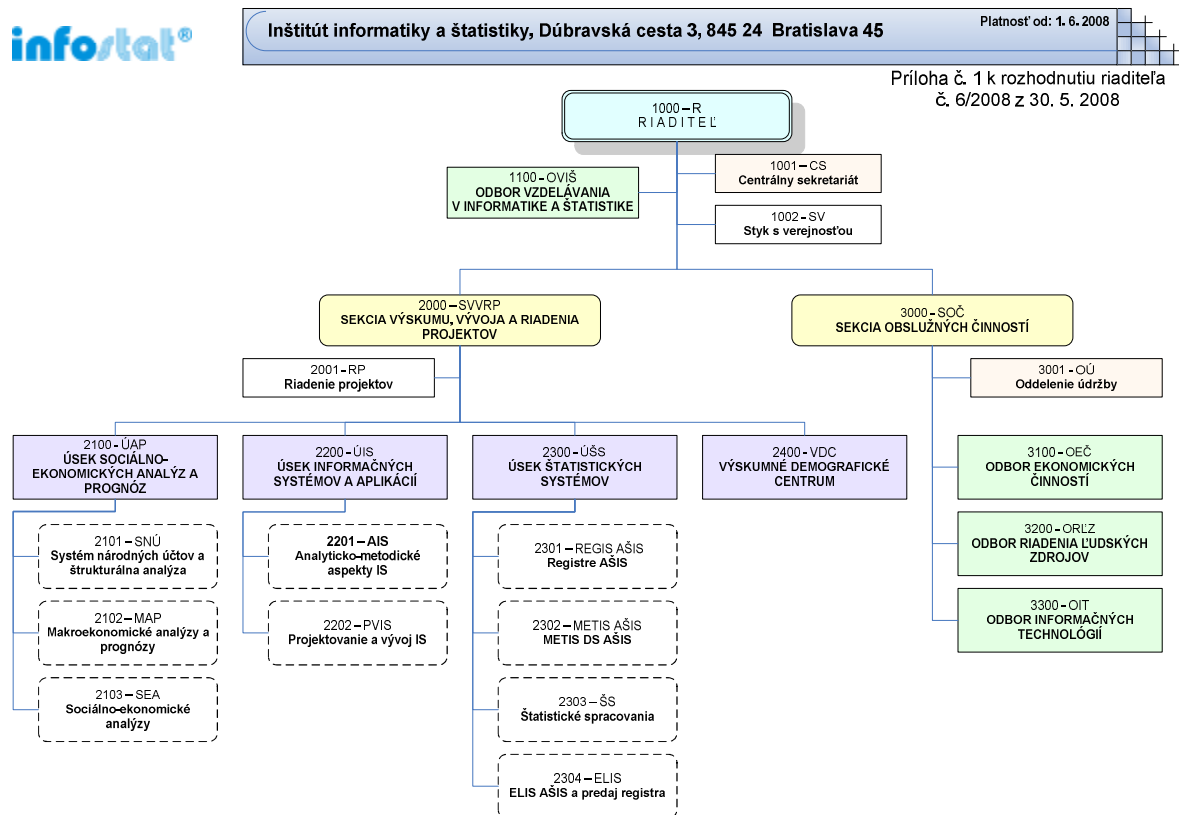 infostat®
Inštitút informatiky a štatistiky, Dúbravská cesta 3, 845 24 Bratislava 45
Platnosť od: 1. 6. 2008
Príloha č. 1 k rozhodnutiu riaditeľa
č. 6/2008 z 30. 5. 2008
1000 – R
RIADITEĽ
1100 - OVIŠ
ODBOR VZDELÁVANIA
V INFORMATIKE A ŠTATISTIKE
1001 - CS
Centrálny sekretariát
1002 - SV
Styk s verejnosťou
2000 – SVVRP
SEKCIA VÝSKUMU, VÝVOJA A RIADENIA
PROJEKTOV
3000 – SOČ
SEKCIA OBSLUŽNÝCH ČINNOSTÍ
2001 - RP
Riadenie projektov
3001 - OÚ
Oddelenie údržby
2100 - ÚAP
ÚSEK SOCIÁLNO-
EKONOMICKÝCH ANALÝZ A
PROGNÓZ
2200 - ÚIS
ÚSEK INFORMAČNÝCH
SYSTÉMOV A APLIKÁCIÍ
2300 - ÚŠS
ÚSEK ŠTATISTICKÝCH
SYSTÉMOV
2400 - VDC
VÝSKUMNÉ DEMOGRAFICKÉ
CENTRUM
3100 - OEČ
ODBOR EKONOMICKÝCH
ČINNOSTÍ
2101 – SNÚ
Systém národných účtov a
štrukturálna analýza
2201 – AIS
Analyticko-metodické
aspekty IS
2301 – REGIS AŠIS
Registre AŠIS
3200 - ORĽZ
ODBOR RIADENIA ĽUDSKÝCH
ZDROJOV
2102 – MAP
Makroekonomické analýzy a
prognózy
2202 - PVIS
Projektovanie a vývoj IS
2302 – METIS AŠIS
METIS DS AŠIS
3300 - OIT
ODBOR INFORMAČNÝCH
TECHNOLÓGIÍ
2103 – SEA
Sociálno-ekonomické
analýzy
2303 – ŠS
Štatistické spracovania
2304 – ELIS
ELIS AŠIS a predaj registra